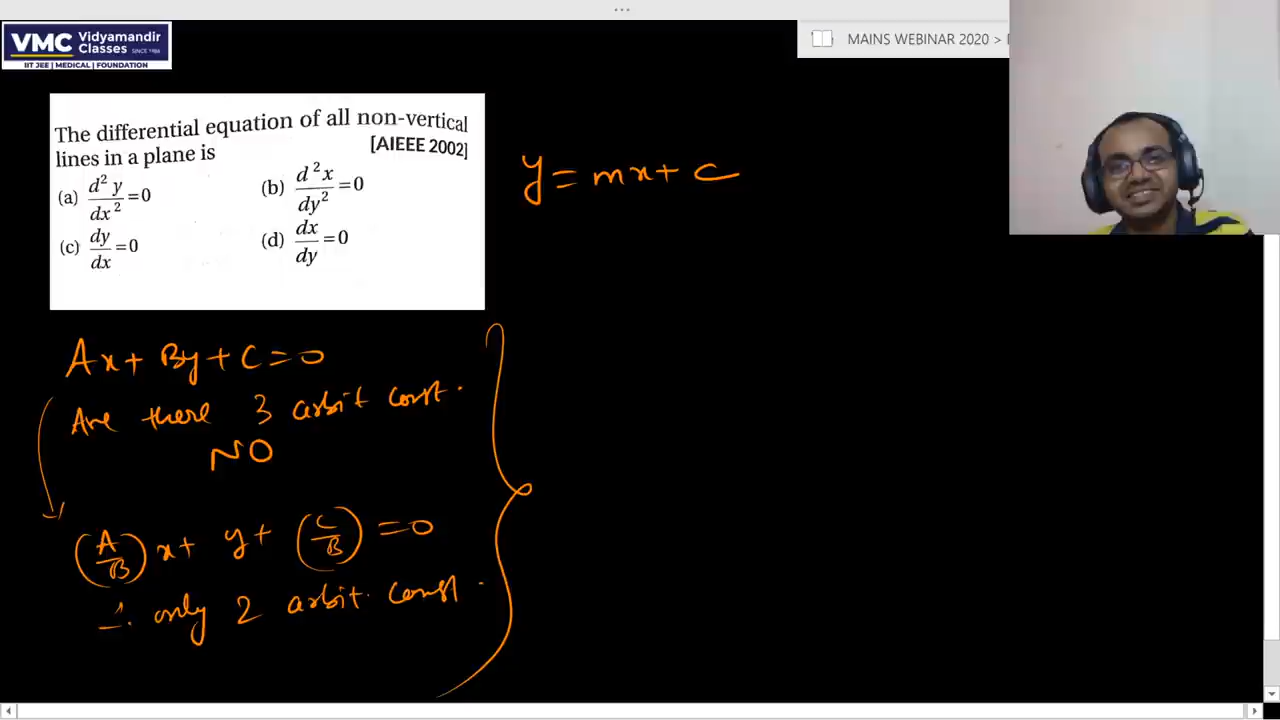 VMC Vidyamandir Classes SINCE 1986
IIT JEE | MEDICAL | FOUNDATION
MAINS WEBINAR 2020 >
The differential equation of all non-vertical
lines in a plane is [AIEEE 2002]
(a) d²y/dx² =0 (b) d²x/dy² =0
(c) dy/dx =0 (d) dx/dy =0
y = mx + c
Ax + By + C = 0
Are there 3 arbit const.
NO
(A/B) x + y + (C/B) = 0
∴ only 2 arbit. const.